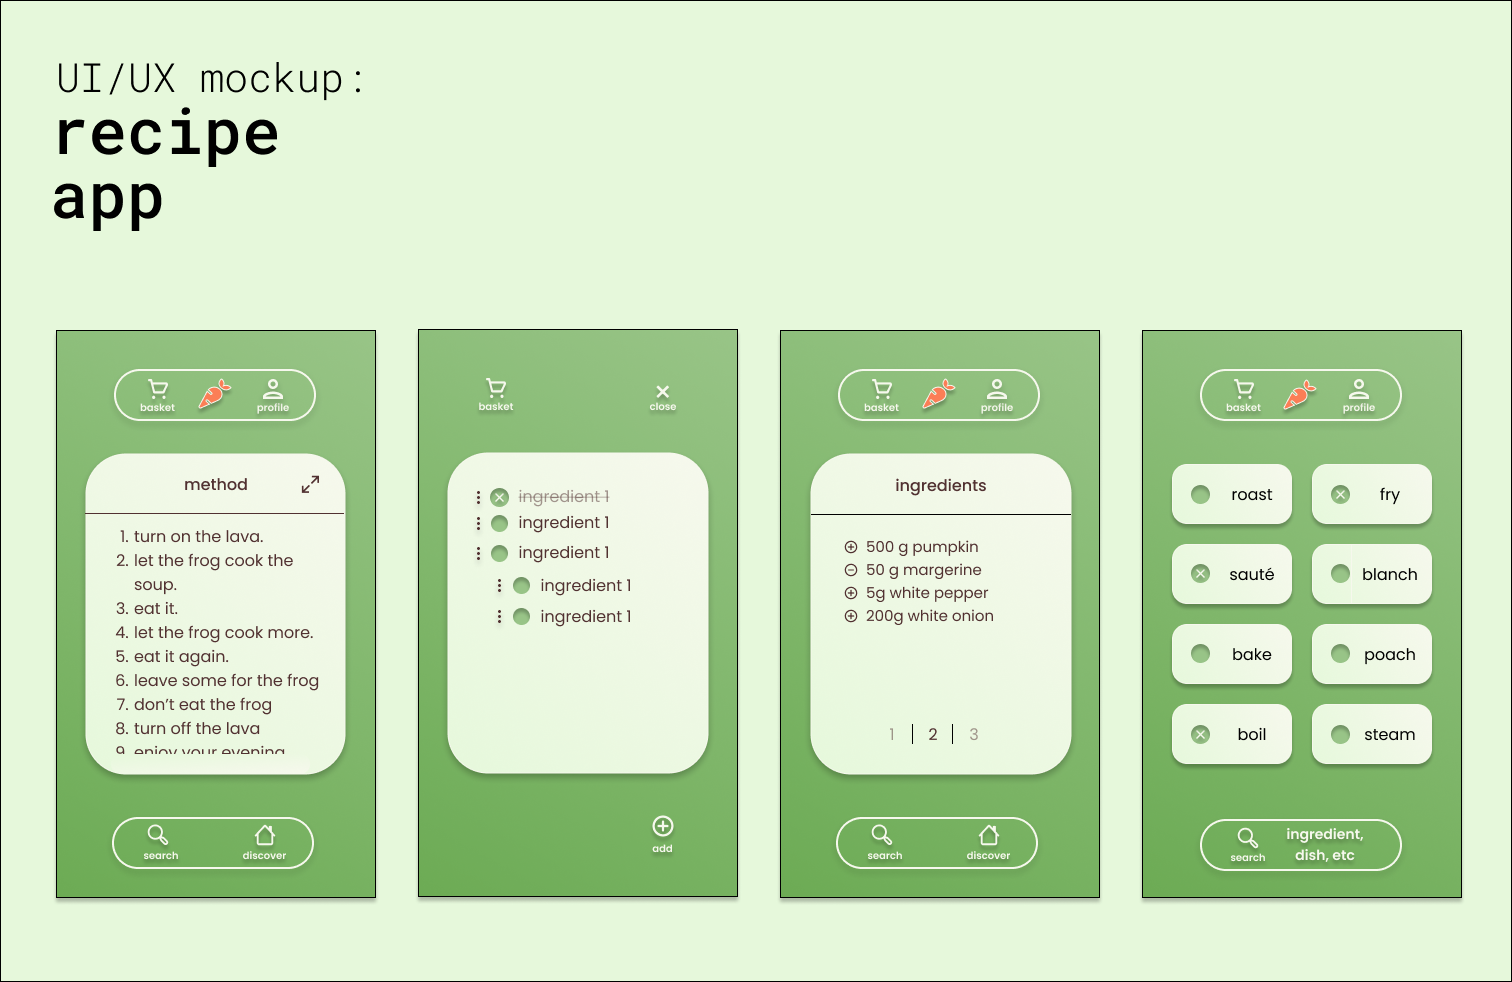 UI/UX mockup:
recipe
app
basket
profile
method
1. turn on the lava.
2. let the frog cook the
soup.
3. eat it.
4. let the frog cook more.
5. eat it again.
6. leave some for the frog
7. don't eat the frog
8. turn off the lava
9. enjoy your evening
search
discover
basket
close
ingredient 1
ingredient 1
ingredient 1
ingredient 1
ingredient 1
add
basket
profile
ingredients
500 g pumpkin
50 g margerine
5g white pepper
200g white onion
1 | 2 | 3
search
discover
basket
profile
roast
fry
sauté
blanch
bake
poach
boil
steam
search
ingredient,
dish, etc